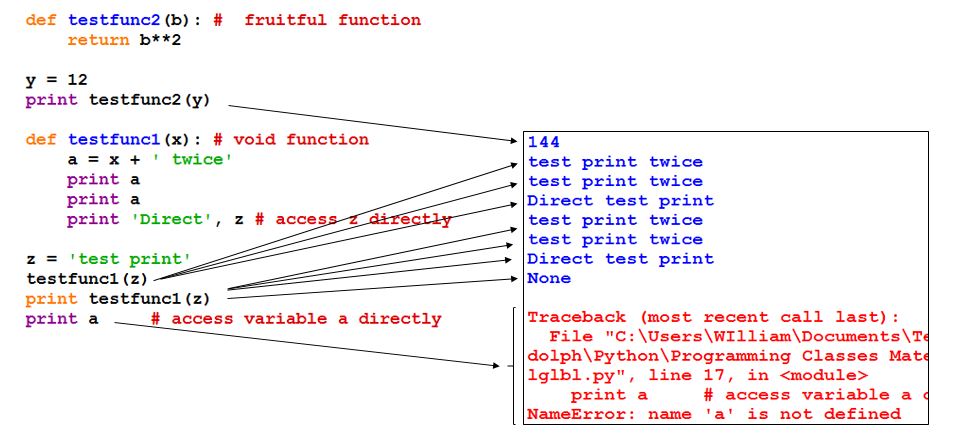 def testfunc2(b): #  fruitful function
    return b**2
y = 12
print testfunc2(y)
def testfunc1(x): # void function
    a = x + ' twice'
    print a
    print a
    print 'Direct', z # access z directly
z = 'test print'
testfunc1(z)
print testfunc1(z)
print a     # access variable a directly
144
test print twice
test print twice
Direct test print
test print twice
test print twice
Direct test print
None
Traceback (most recent call last):
  File "C:\Users\WIlliam\Documents\Te
dolph\Python\Programming Classes Mate
lglbl.py", line 17, in <module>
    print a     # access variable a
NameError: name 'a' is not defined